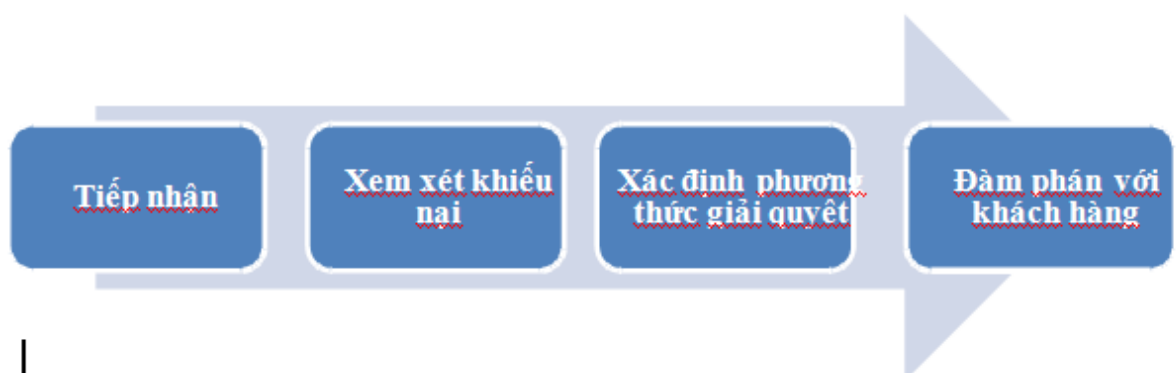 Tiếp nhận
Xem xét khiếu
nại
Xác định phương
thức giải quyết
Đàm phán với
khách hàng